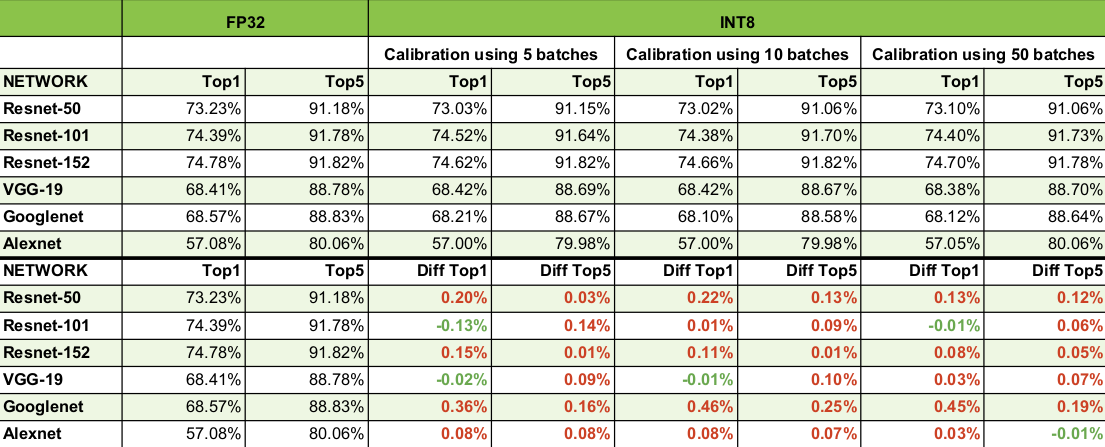 FP32 INT8
Calibration using 5 batches Calibration using 10 batches Calibration using 50 batches
NETWORK Top1 Top5 Top1 Top5 Top1 Top5 Top1 Top5
Resnet-50 73.23% 91.18% 73.03% 91.15% 73.02% 91.06% 73.10% 91.06%
Resnet-101 74.39% 91.78% 74.52% 91.64% 74.38% 91.70% 74.40% 91.73%
Resnet-152 74.78% 91.82% 74.62% 91.82% 74.66% 91.82% 74.70% 91.78%
VGG-19 68.41% 88.78% 68.42% 88.69% 68.42% 88.67% 68.38% 88.70%
Googlenet 68.57% 88.83% 68.21% 88.67% 68.10% 88.58% 68.12% 88.64%
Alexnet 57.08% 80.06% 57.00% 79.98% 57.00% 79.98% 57.05% 80.06%
NETWORK Top1 Top5 Diff Top1 Diff Top5 Diff Top1 Diff Top5 Diff Top1 Diff Top5
Resnet-50 73.23% 91.18% 0.20% 0.03% 0.22% 0.13% 0.13% 0.12%
Resnet-101 74.39% 91.78% -0.13% 0.14% 0.01% 0.09% -0.01% 0.06%
Resnet-152 74.78% 91.82% 0.15% 0.01% 0.11% 0.01% 0.08% 0.05%
VGG-19 68.41% 88.78% -0.02% 0.09% -0.01% 0.10% 0.03% 0.07%
Googlenet 68.57% 88.83% 0.36% 0.16% 0.46% 0.25% 0.45% 0.19%
Alexnet 57.08% 80.06% 0.08% 0.08% 0.08% 0.07% 0.03% -0.01%